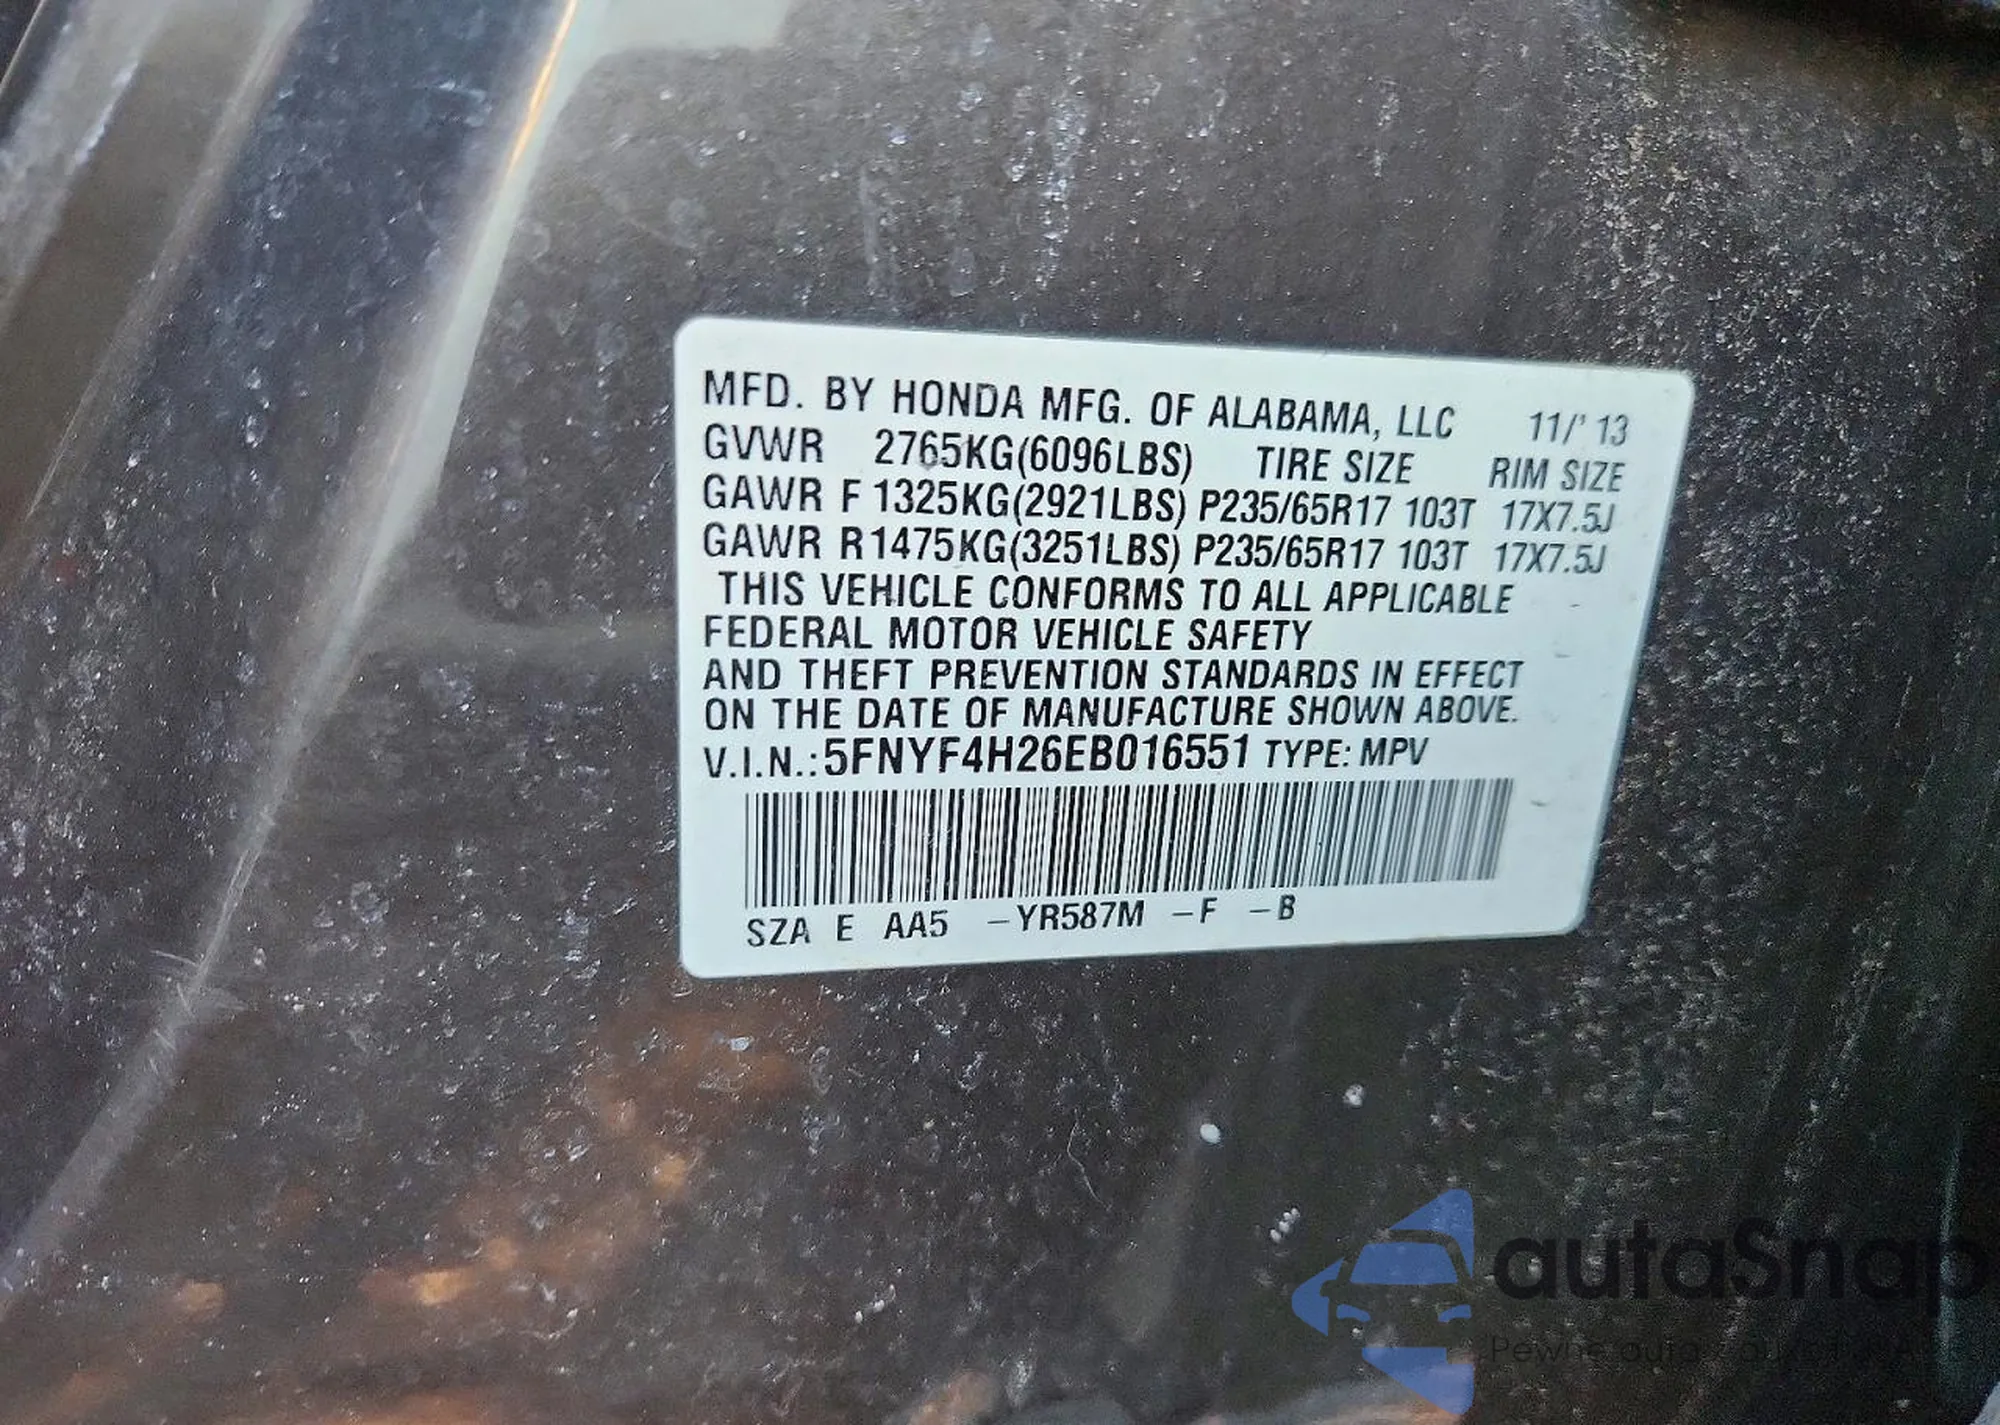 MFD. BY HONDA MFG. OF ALABAMA, LLC 11/'13
GVWR 2765KG(6096LBS) TIRE SIZE RIM SIZE
GAWR F 1325KG(2921LBS) P235/65R17 103T 17X7.5J
GAWR R1475KG(3251LBS) P235/65R17 103T 17X7.5J
THIS VEHICLE CONFORMS TO ALL APPLICABLE
FEDERAL MOTOR VEHICLE SAFETY
AND THEFT PREVENTION STANDARDS IN EFFECT
ON THE DATE OF MANUFACTURE SHOWN ABOVE.
V.I.N.:5FNYF4H26EB016551 TYPE: MPV
SZA E AA5 -YR587M -F -B
autaSnap
Pewne auta